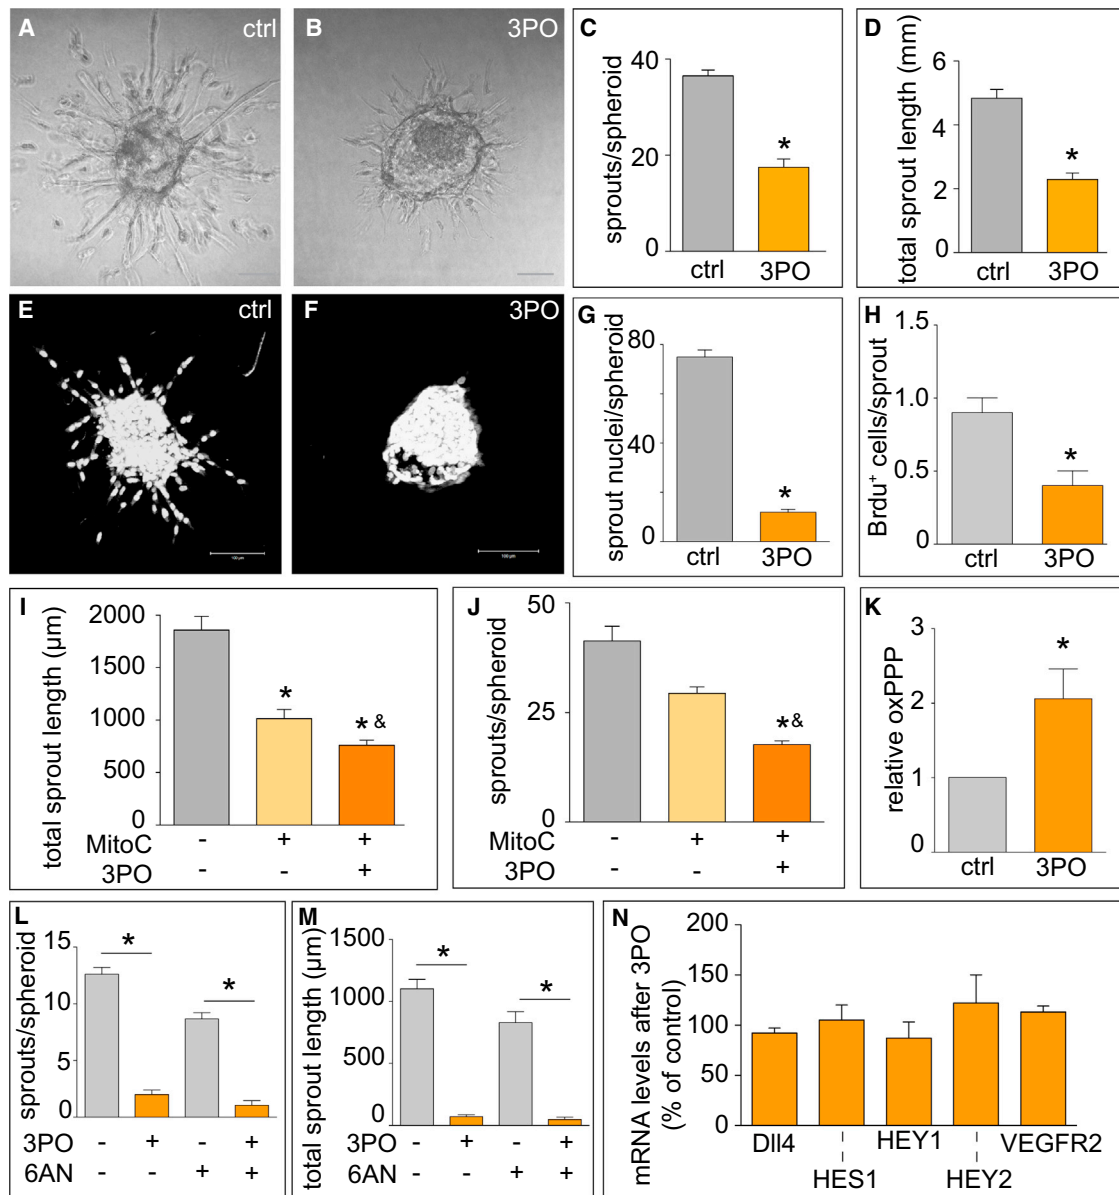 A ctrl
B 3PO
C
sprouts/spheroid
40
20
0
ctrl 3PO
*
D
total sprout length (mm)
6
4
2
0
ctrl 3PO
*
E ctrl
100 µm
F 3PO
100 µm
G
sprout nuclei/spheroid
80
40
0
ctrl 3PO
*
H
Brdu⁺ cells/sprout
1.5
1.0
0.5
0
ctrl 3PO
*
I
total sprout length (µm)
2000
1500
1000
500
0
*
* &
MitoC - + +
3PO - - +
J
sprouts/spheroid
50
25
0
*&
MitoC - + +
3PO - - +
K
relative oxPPP
3
2
1
0
*
ctrl 3PO
L
sprouts/spheroid
15
10
5
0
*
*
3PO - + - +
6AN - - + +
M
total sprout length (µm)
1500
1000
500
0
*
*
3PO - + - +
6AN - - + +
N
mRNA levels after 3PO
(% of control)
200
150
100
50
0
Dll4 HEY1 VEGFR2
HES1 HEY2